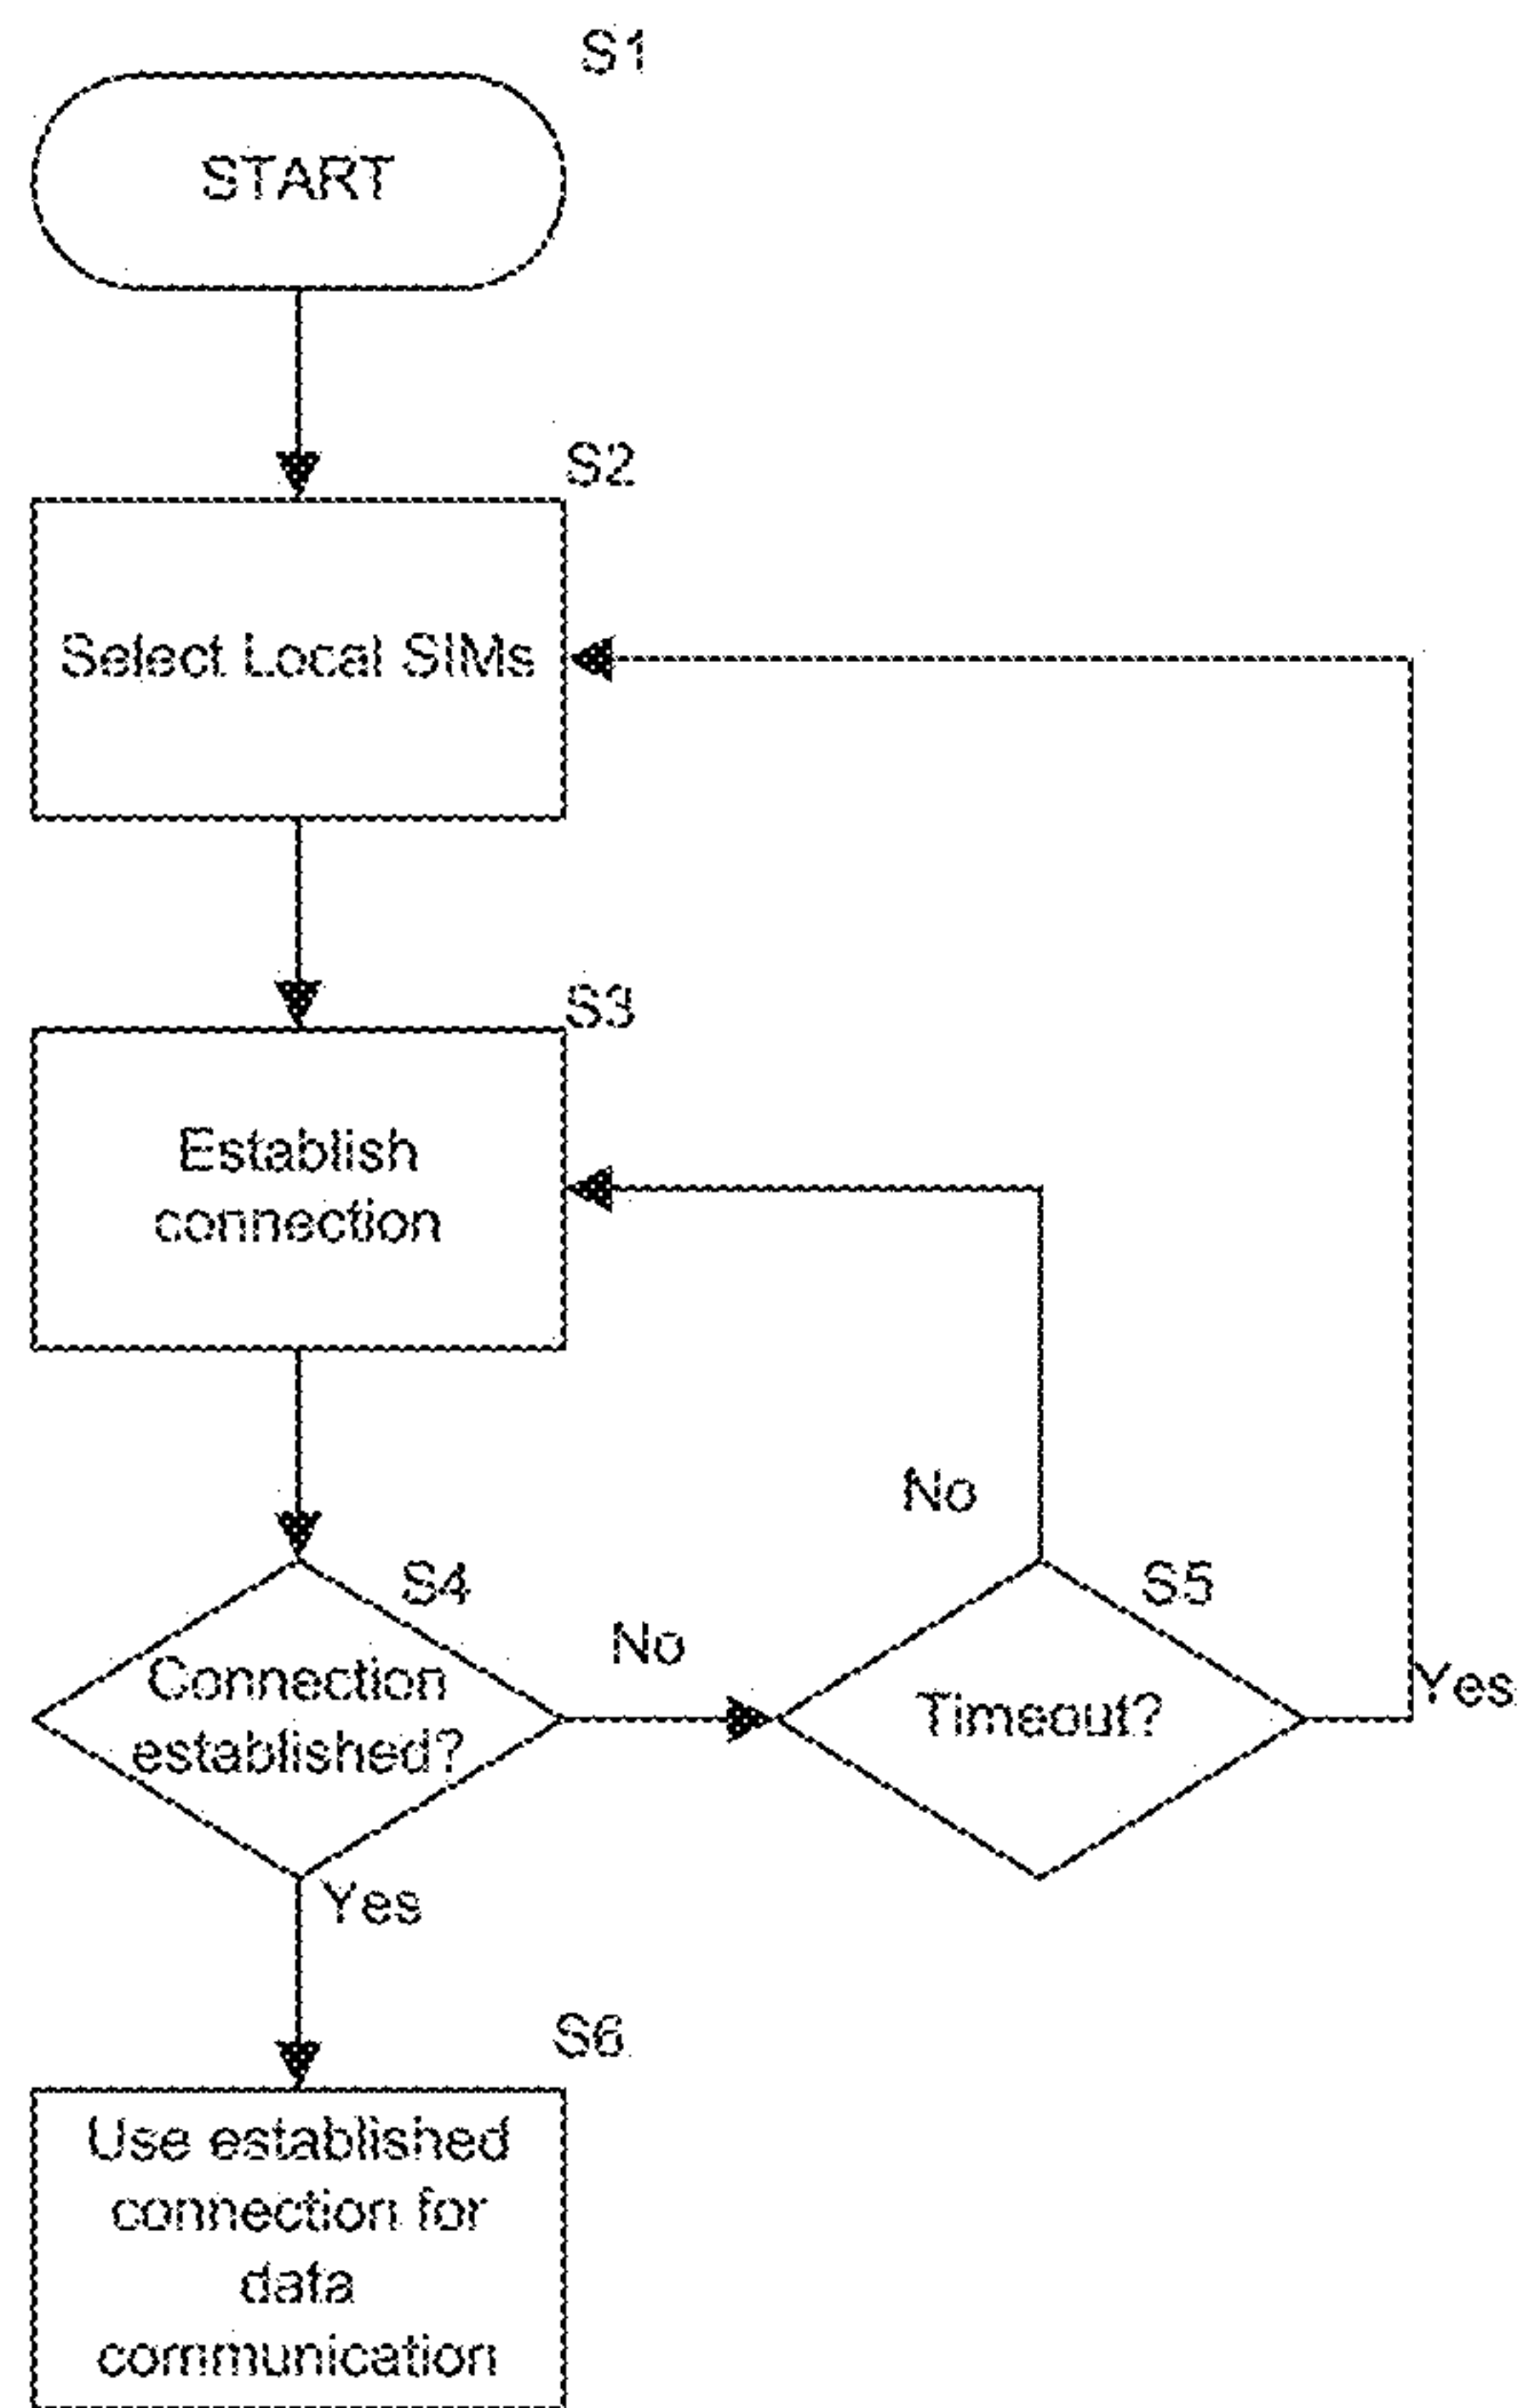 S1
START
S2
Select Local SIMs
S3
Establish
connection
No
S4
S5
No
Connection
established?
Timeout?
Yes
Yes
S6
Use established
connection for
data
communication